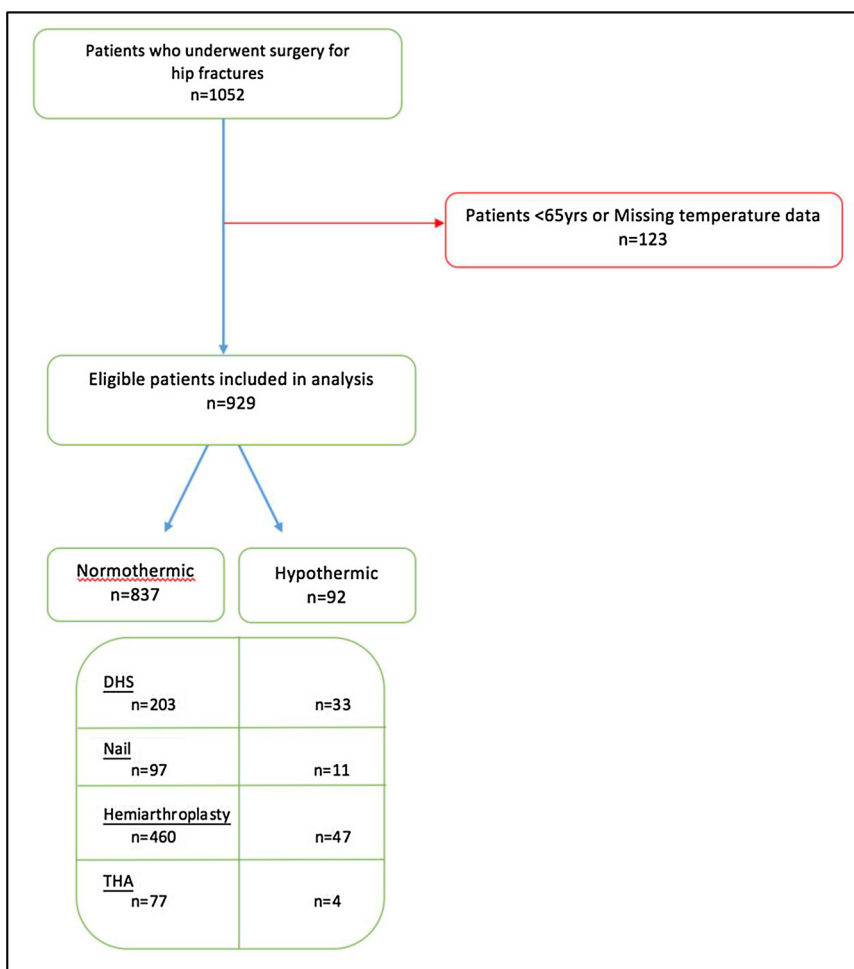 Patients who underwent surgery for
hip fractures
n=1052
Patients <65yrs or Missing temperature data
n=123
Eligible patients included in analysis
n=929
Normothermic
n=837
Hypothermic
n=92
DHS
n=203
n=33
Nail
n=97
n=11
Hemiarthroplasty
n=460
n=47
THA
n=77
n=4